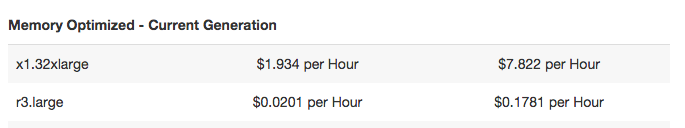 Memory Optimized - Current Generation
x1.32xlarge $1.934 per Hour $7.822 per Hour
r3.large $0.0201 per Hour $0.1781 per Hour